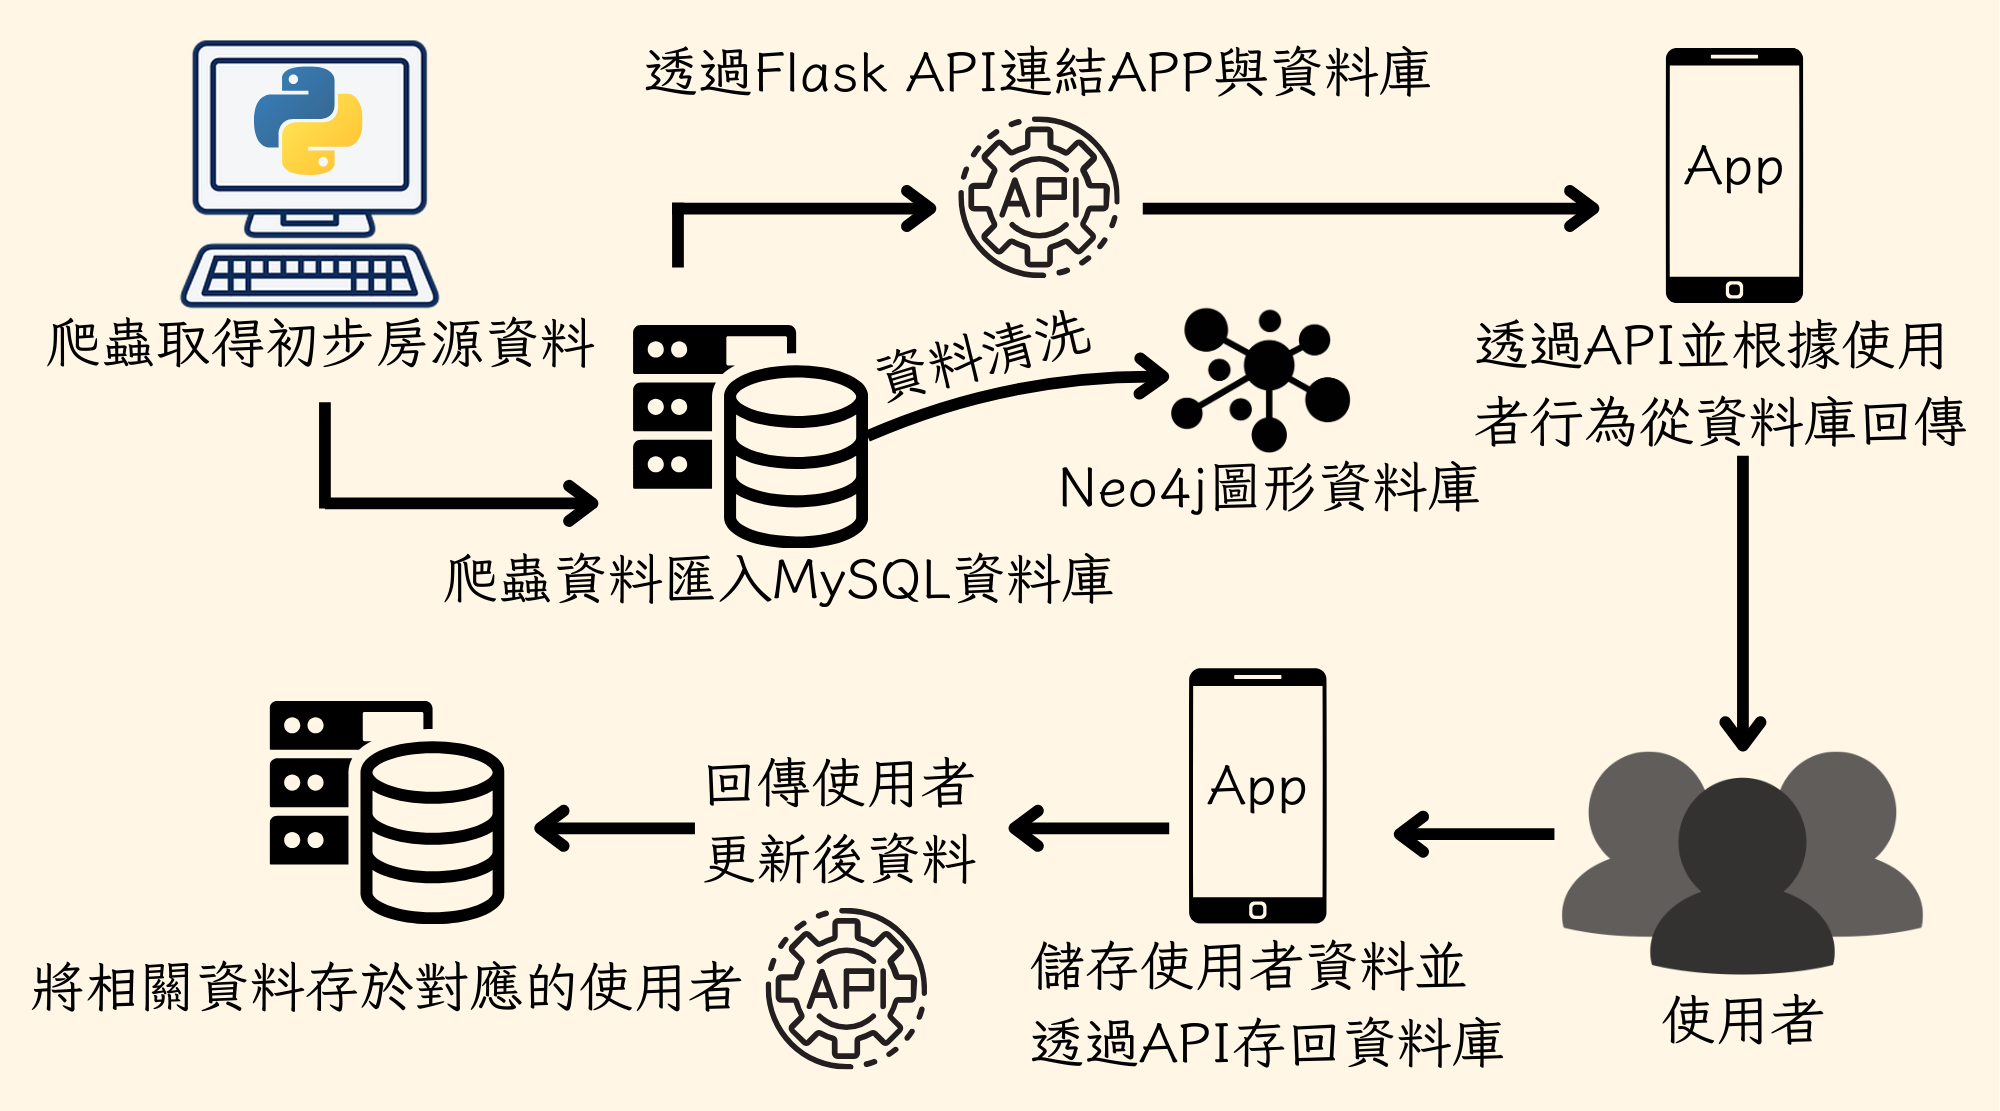 透過Flask API連結APP與資料庫
API
App
爬蟲取得初步房源資料
資料清洗
透過API並根據使用
者行為從資料庫回傳
Neo4j圖形資料庫
爬蟲資料匯入MySQL資料庫
App
回傳使用者
更新後資料
將相關資料存於對應的使用者
API
儲存使用者資料並
透過API存回資料庫
使用者